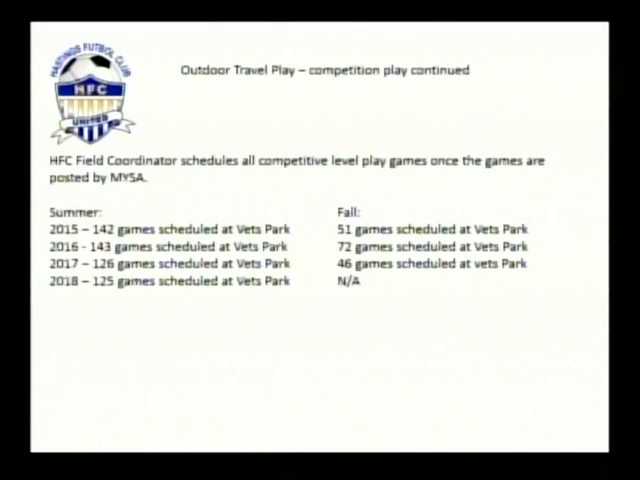 HASTINGS FUTBOL CLUB
HFC
UNITED
Outdoor Travel Play – competition play continued
HFC Field Coordinator schedules all competitive level play games once the games are
posted by MYSA.
Summer:
2015 – 142 games scheduled at Vets Park
2016 - 143 games scheduled at Vets Park
2017 – 126 games scheduled at Vets Park
2018 – 125 games scheduled at Vets Park
Fall:
51 games scheduled at Vets Park
72 games scheduled at Vets Park
46 games scheduled at vets Park
N/A